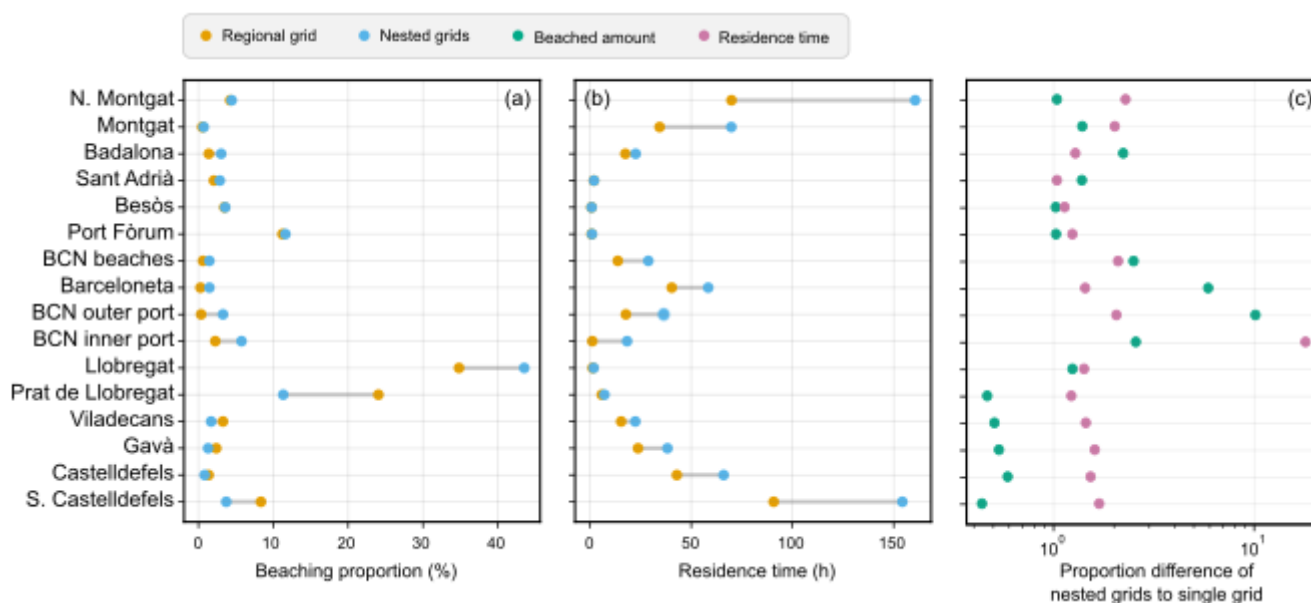 Regional grid Nested grids Beached amount Residence time
(a) (b) (c)
N. Montgat
Montgat
Badalona
Sant Adrià
Besòs
Port Fòrum
BCN beaches
Barceloneta
BCN outer port
BCN inner port
Llobregat
Prat de Llobregat
Viladecans
Gavà
Castelldefels
S. Castelldefels
0 10 20 30 40
0 50 100 150
10⁰ 10¹
Beaching proportion (%)
Residence time (h)
Proportion difference of
nested grids to single grid